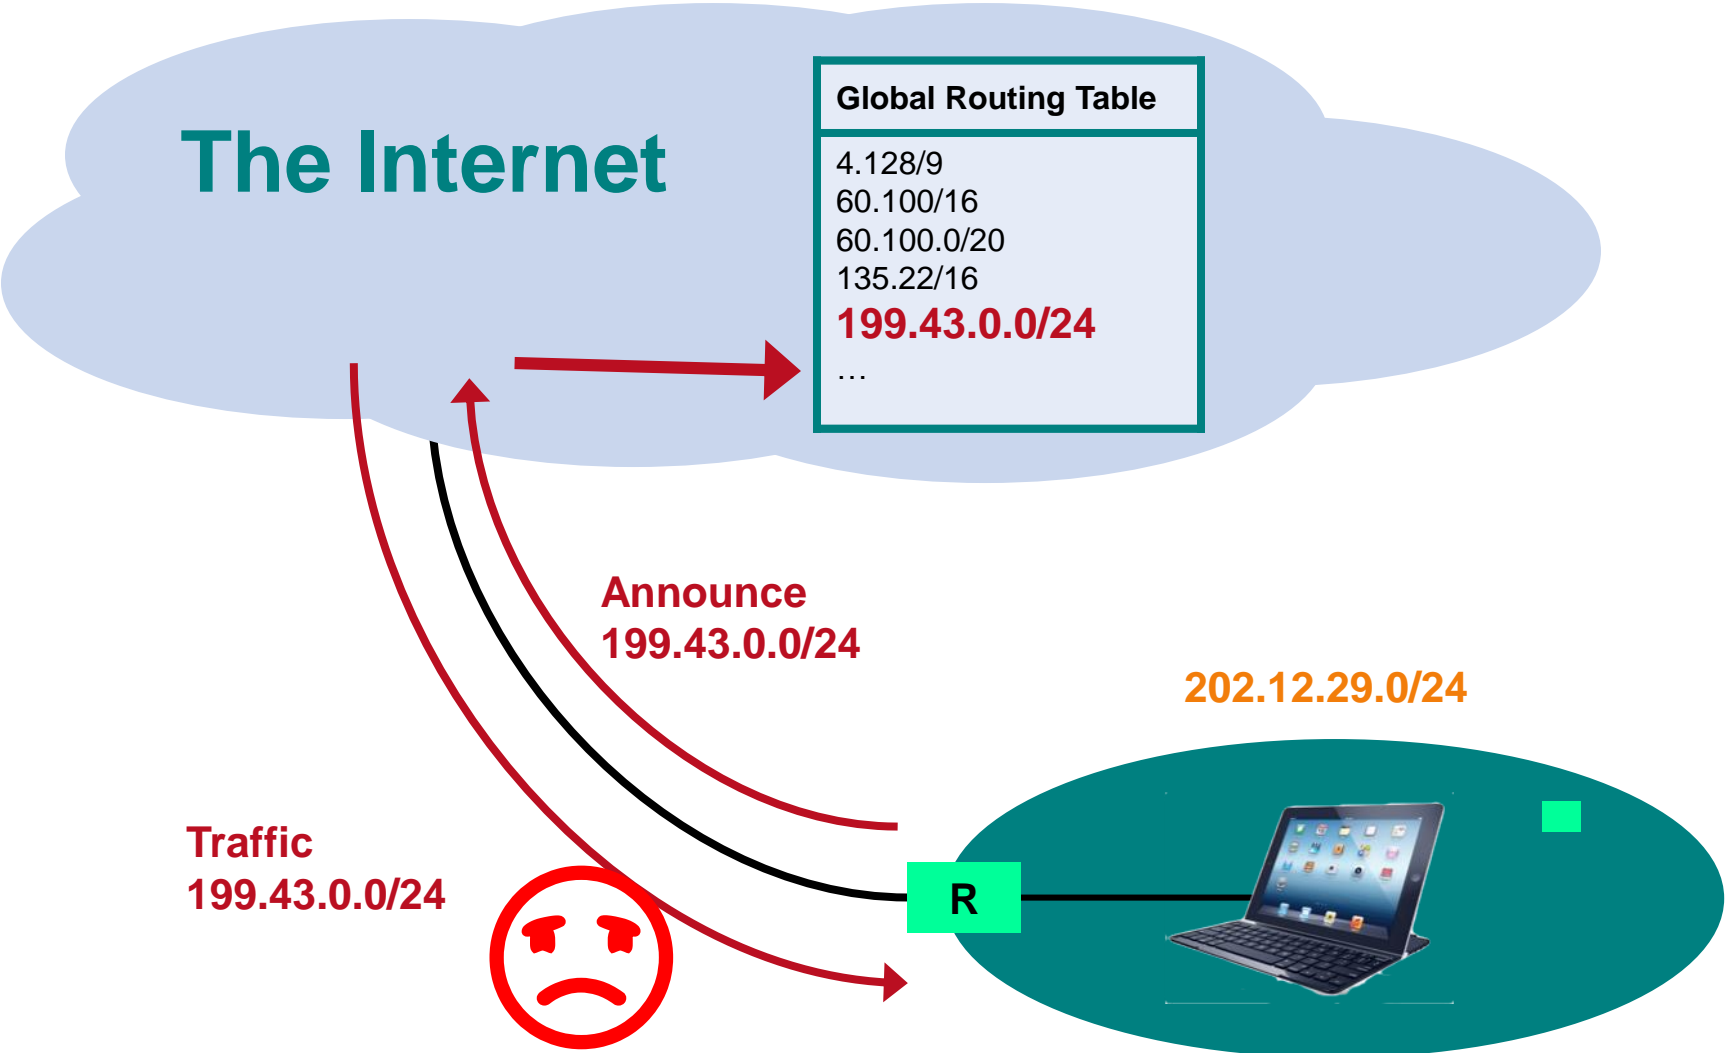 The Internet
Global Routing Table
4.128/9
60.100/16
60.100.0/20
135.22/16
199.43.0.0/24
…
Announce
199.43.0.0/24
202.12.29.0/24
Traffic
199.43.0.0/24
R